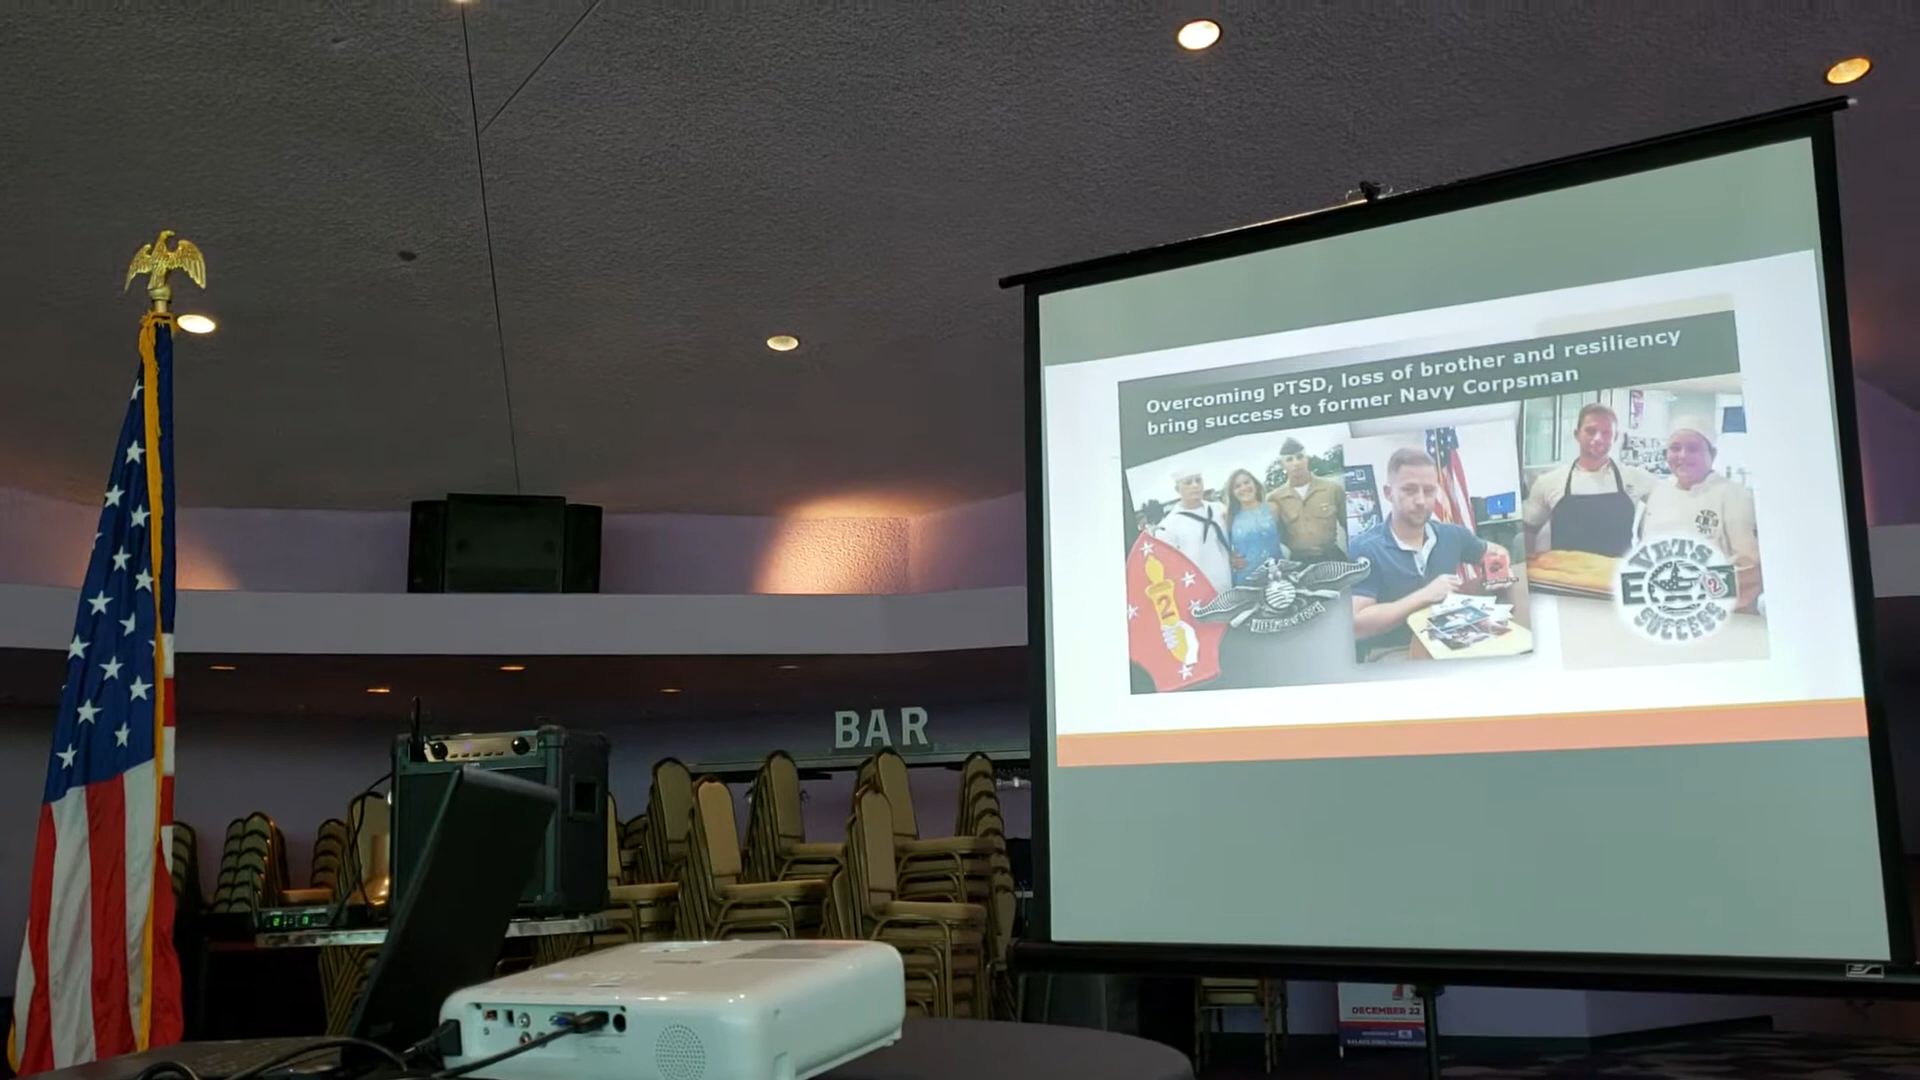 Overcoming PTSD, loss of brother and resiliency
bring success to former Navy Corpsman
2
VETS
2
SUCCESS
BAR
DECEMBER 22